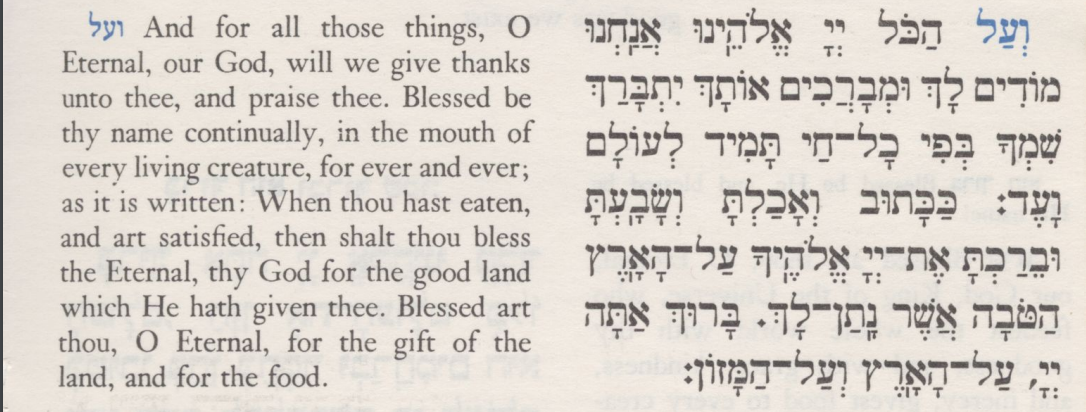 ועל And for all those things, O
Eternal, our God, will we give thanks
unto thee, and praise thee. Blessed be
thy name continually, in the mouth of
every living creature, for ever and ever;
as it is written: When thou hast eaten,
and art satisfied, then shalt thou bless
the Eternal, thy God for the good land
which He hath given thee. Blessed art
thou, O Eternal, for the gift of the
land, and for the food.
וְעַל הַכֹּל יְיָ אֱלֹהֵינוּ אֲנַחְנוּ
מוֹדִים לָךְ וּמְבָרְכִים אוֹתָךְ יִתְבָּרַךְ
שִׁמְךָ בְּפִי כָל־חַי תָּמִיד לְעוֹלָם
וָעֶד: כַּכָּתוּב וְאָכַלְתָּ וְשָׂבָעְתָּ
וּבֵרַכְתָּ אֶת־יְיָ אֱלֹהֶיךָ עַל־הָאָרֶץ
הַטֹּבָה אֲשֶׁר נָתַן לָךְ. בָּרוּךְ אַתָּה
יְיָ, עַל־הָאָרֶץ וְעַל־הַמָּזוֹן: